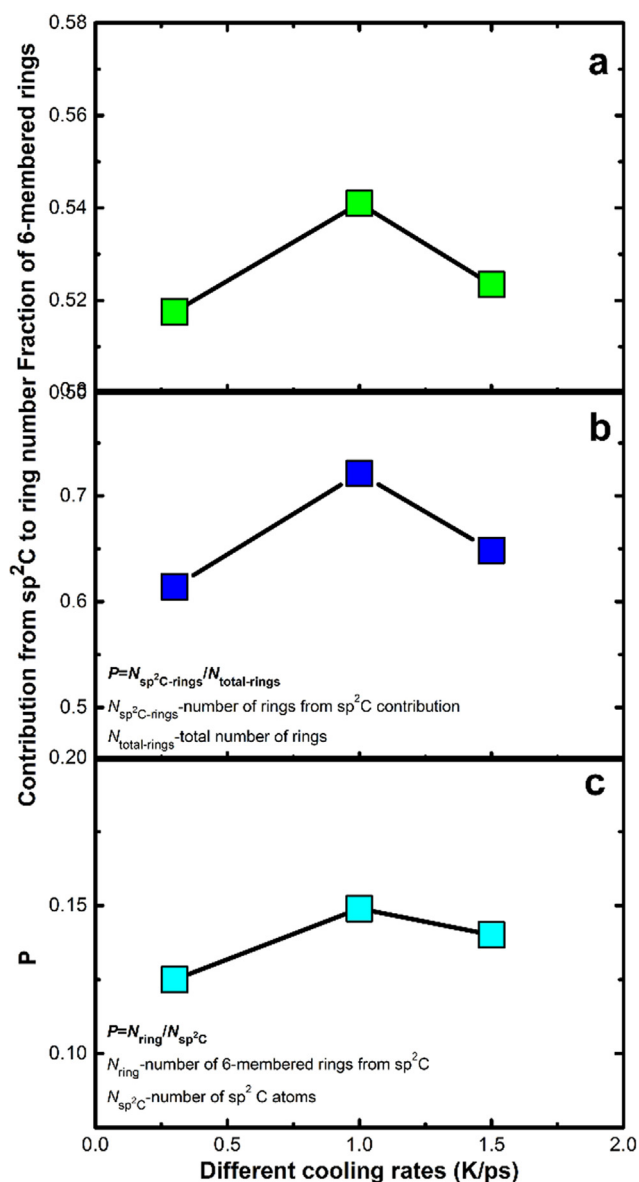 Fraction of 6-membered rings
0.58
a
0.56
0.54
0.52
0.50
Contribution from sp²C to ring number
0.8
b
0.7
0.6
P=Nsp²C-rings/Ntotal-rings
Nsp²C-rings-number of rings from sp²C contribution
0.5
Ntotal-rings-total number of rings
P
0.20
c
0.15
P=Nring/Nsp²C
0.10
Nring-number of 6-membered rings from sp²C
Nsp²C-number of sp² C atoms
0.0 0.5 1.0 1.5 2.0
Different cooling rates (K/ps)